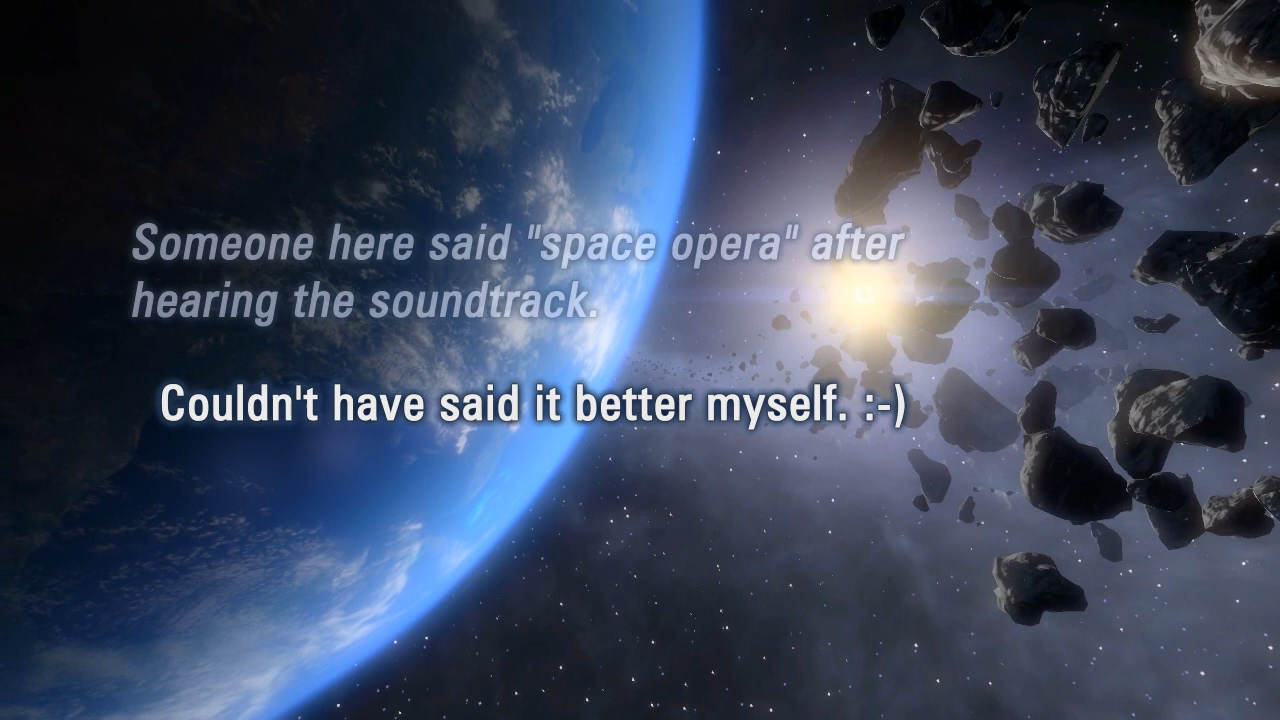 Someone here said "space opera" after
hearing the soundtrack.
Couldn't have said it better myself. :-)